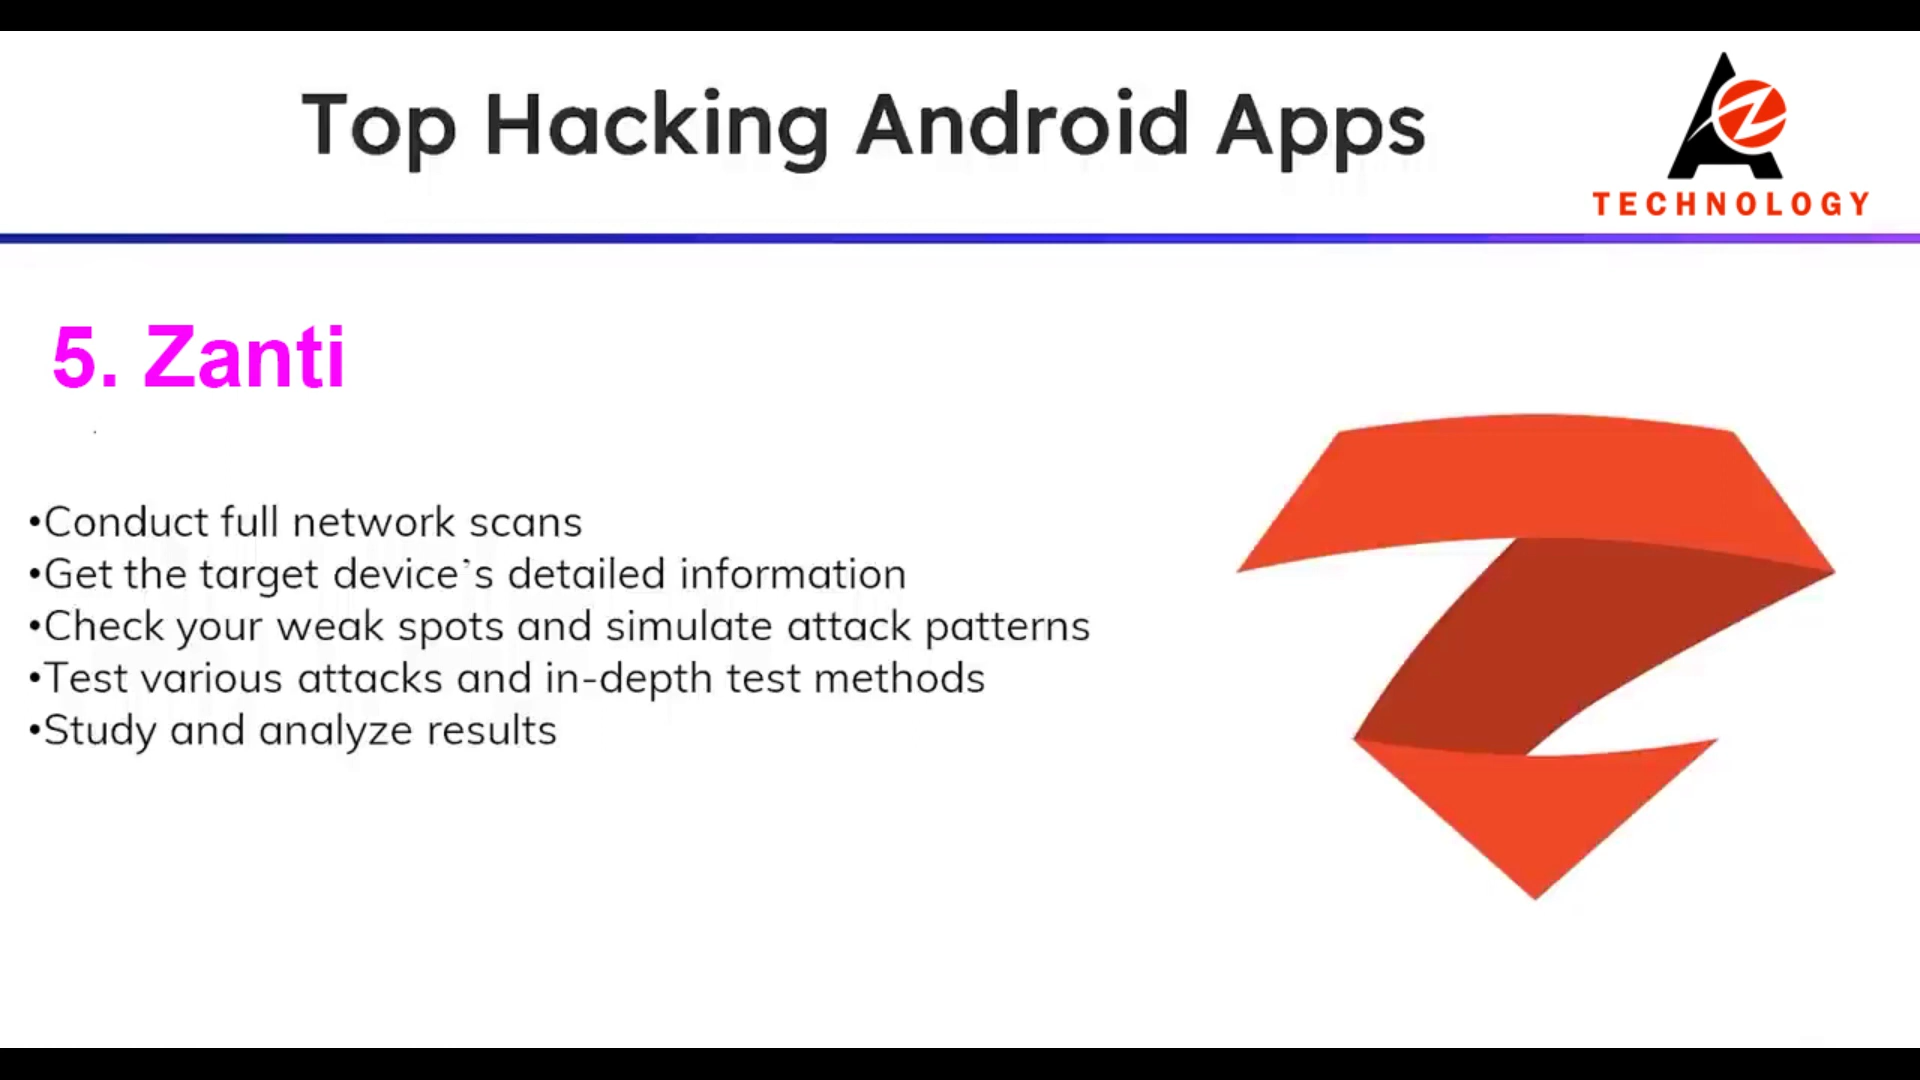 Top Hacking Android Apps
TECHNOLOGY
5. Zanti
•Conduct full network scans
•Get the target device’s detailed information
•Check your weak spots and simulate attack patterns
•Test various attacks and in-depth test methods
•Study and analyze results